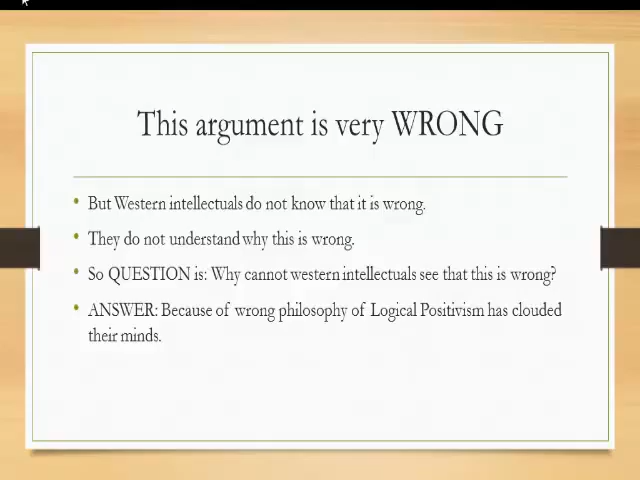 This argument is very WRONG
• But Western intellectuals do not know that it is wrong.
• They do not understand why this is wrong.
• So QUESTION is: Why cannot western intellectuals see that this is wrong?
• ANSWER: Because of wrong philosophy of Logical Positivism has clouded
their minds.